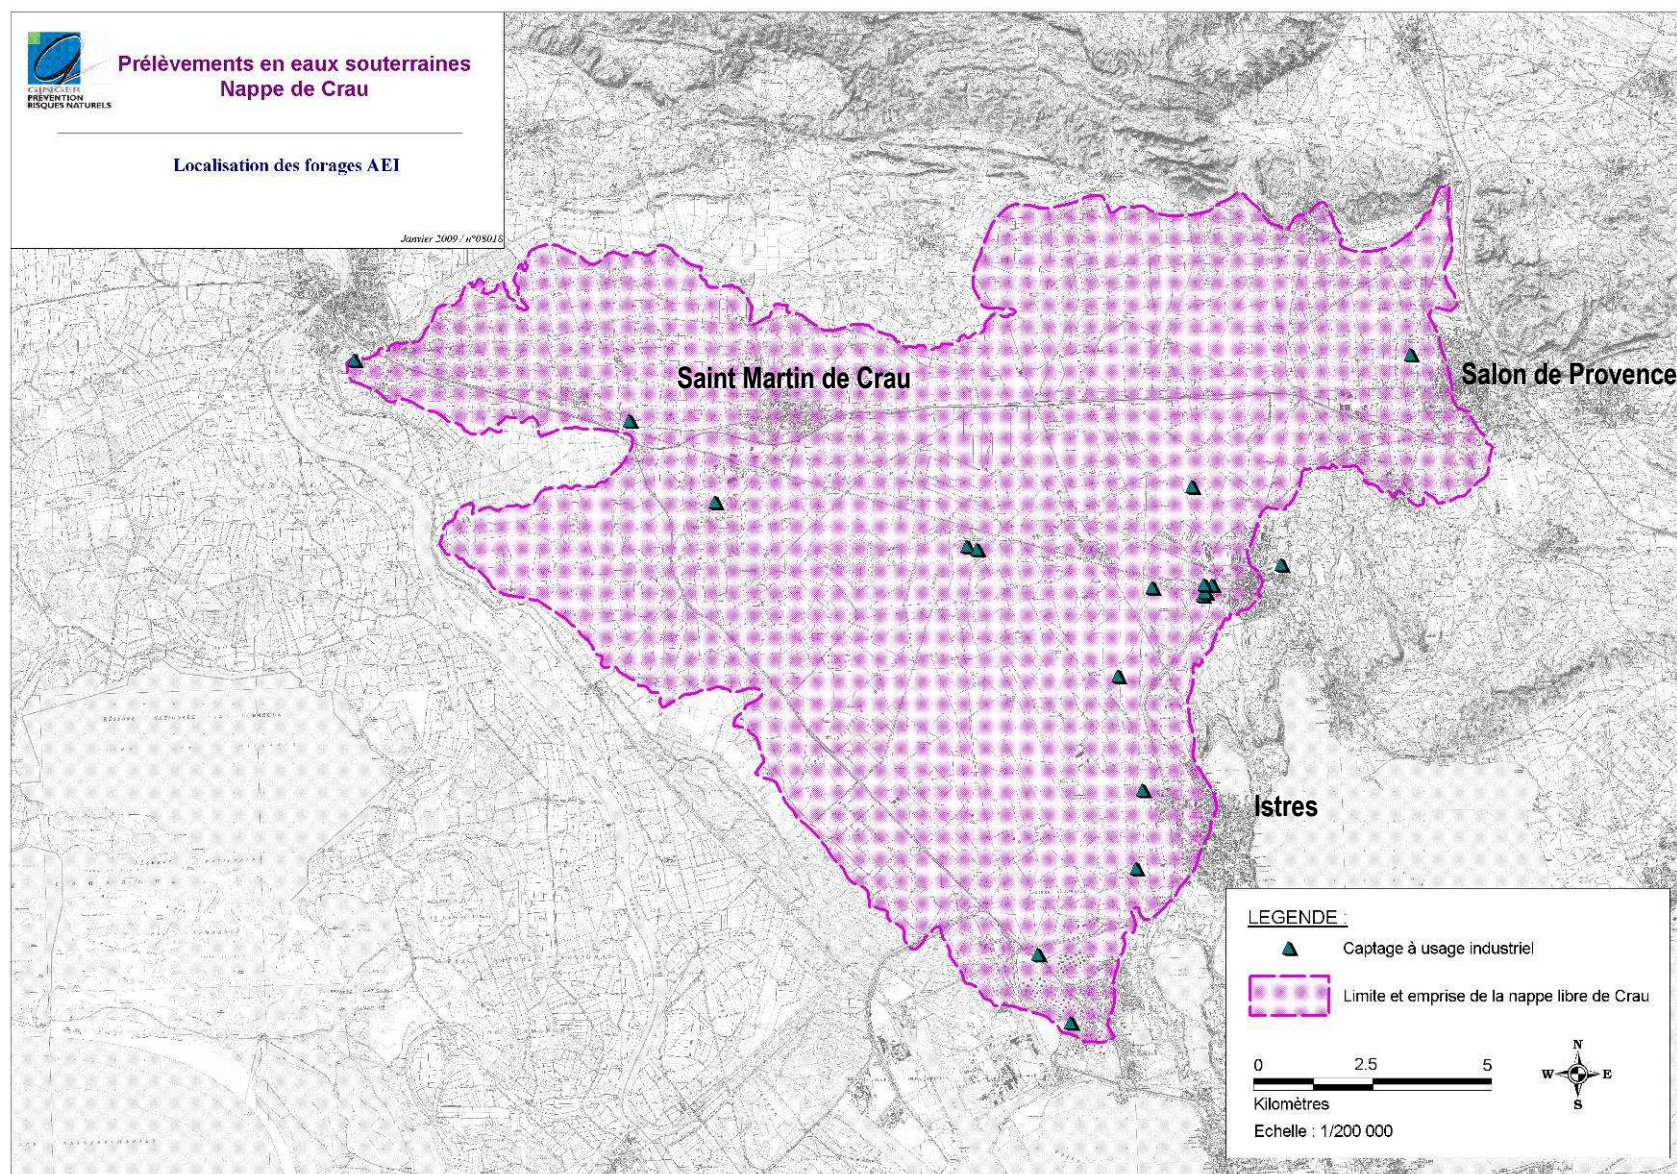 GINGER
PRÉVENTION
RISQUES NATURELS
Prélèvements en eaux souterraines
Nappe de Crau
Localisation des forages AEI
Janvier 2009 / n°08018
Saint Martin de Crau
Salon de Provence
Istres
LEGENDE :
Captage à usage industriel
Limite et emprise de la nappe libre de Crau
0 2.5 5
Kilomètres
Echelle : 1/200 000
N
W E
S